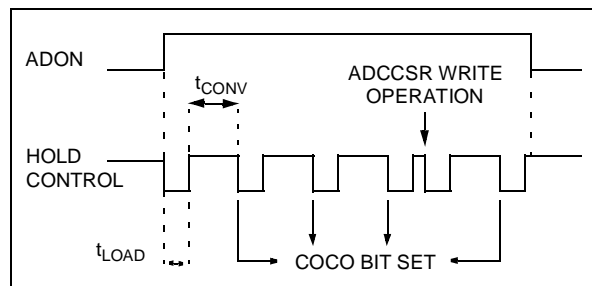 ADON
ADCCSR WRITE
OPERATION
tCONV
HOLD
CONTROL
tLOAD
COCO BIT SET